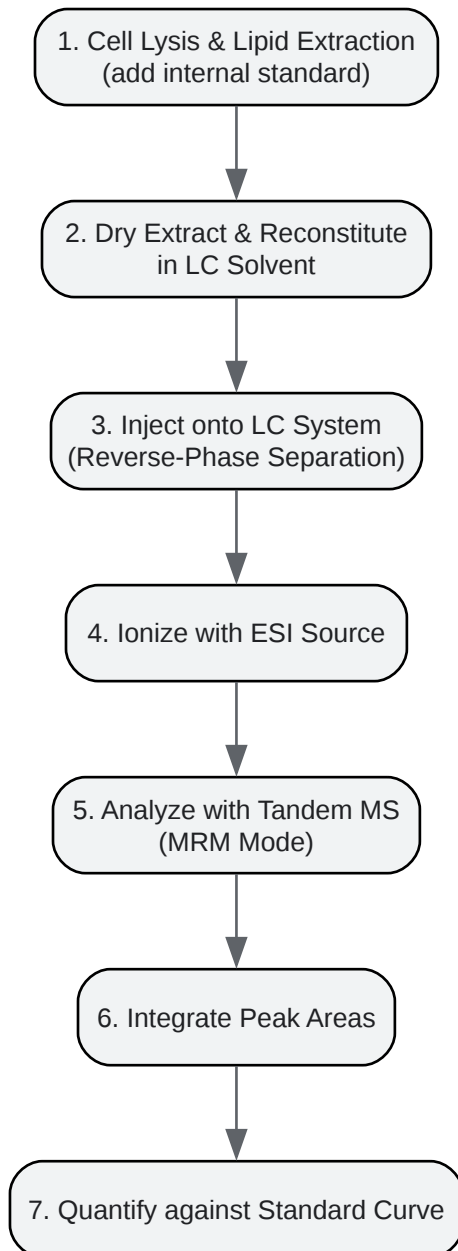 1. Cell Lysis & Lipid Extraction
(add internal standard)
2. Dry Extract & Reconstitute
in LC Solvent
3. Inject onto LC System
(Reverse-Phase Separation)
4. Ionize with ESI Source
5. Analyze with Tandem MS
(MRM Mode)
6. Integrate Peak Areas
7. Quantify against Standard Curve